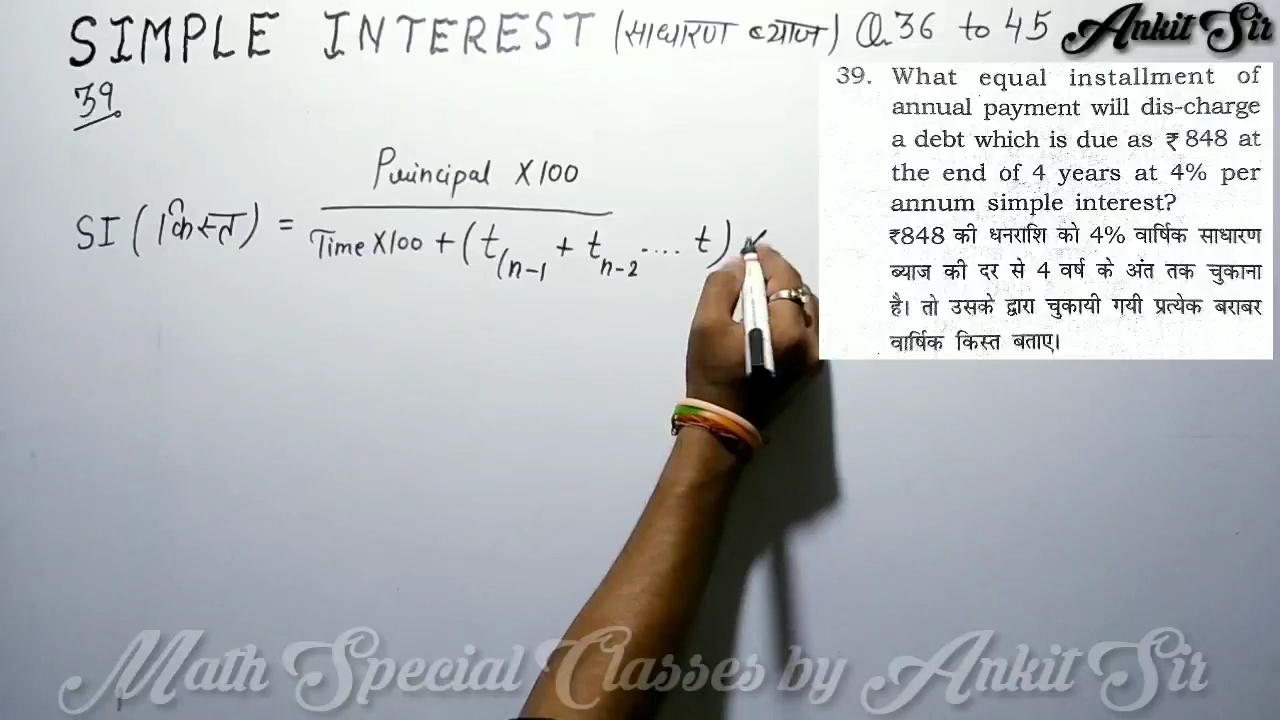 SIMPLE INTEREST (साधारण व्याज) Q.36 to 45
Ankit Sir
39.
Principal X100
SI (किस्त) =
Time X100 + (t(n-1 + tn-2 .... t) ×
39. What equal installment of
annual payment will dis-charge
a debt which is due as ₹ 848 at
the end of 4 years at 4% per
annum simple interest?
₹848 की धनराशि को 4% वार्षिक साधारण
ब्याज की दर से 4 वर्ष के अंत तक चुकाना
है। तो उसके द्वारा चुकायी गयी प्रत्येक बराबर
वार्षिक किस्त बताए।
Math Special Classes by Ankit Sir